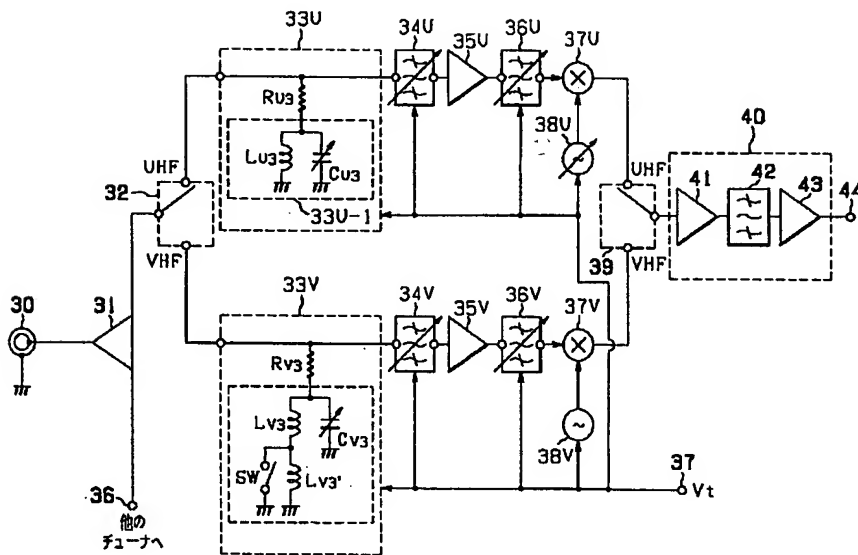 33U
34U
35U
36U
37U
RU3
LU3
CU3
33U-1
38U
UHF
32
VHF
UHF
39
VHF
40
41
42
43
44
30
31
33V
34V
35V
36V
37V
RV3
LV3
CV3
SW
LV3'
38V
37
Vt
36
他の
チューナへ